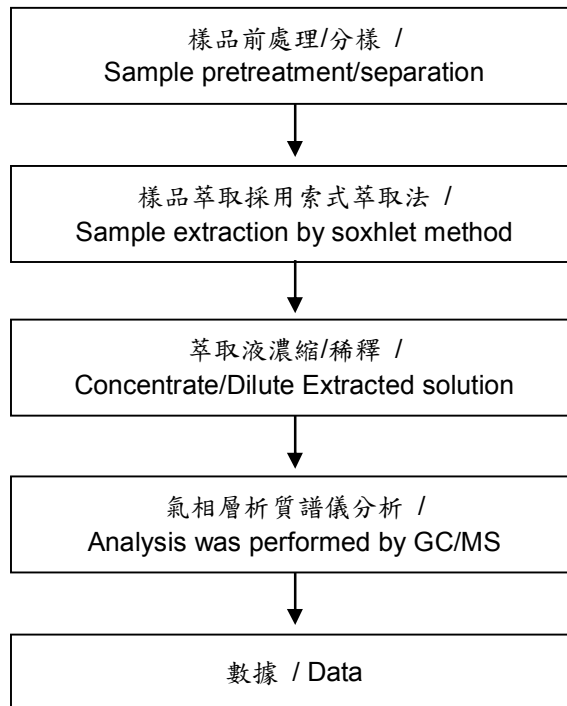 樣品前處理/分樣 /
Sample pretreatment/separation
樣品萃取採用索式萃取法 /
Sample extraction by soxhlet method
萃取液濃縮/稀釋 /
Concentrate/Dilute Extracted solution
氣相層析質譜儀分析 /
Analysis was performed by GC/MS
數據 / Data